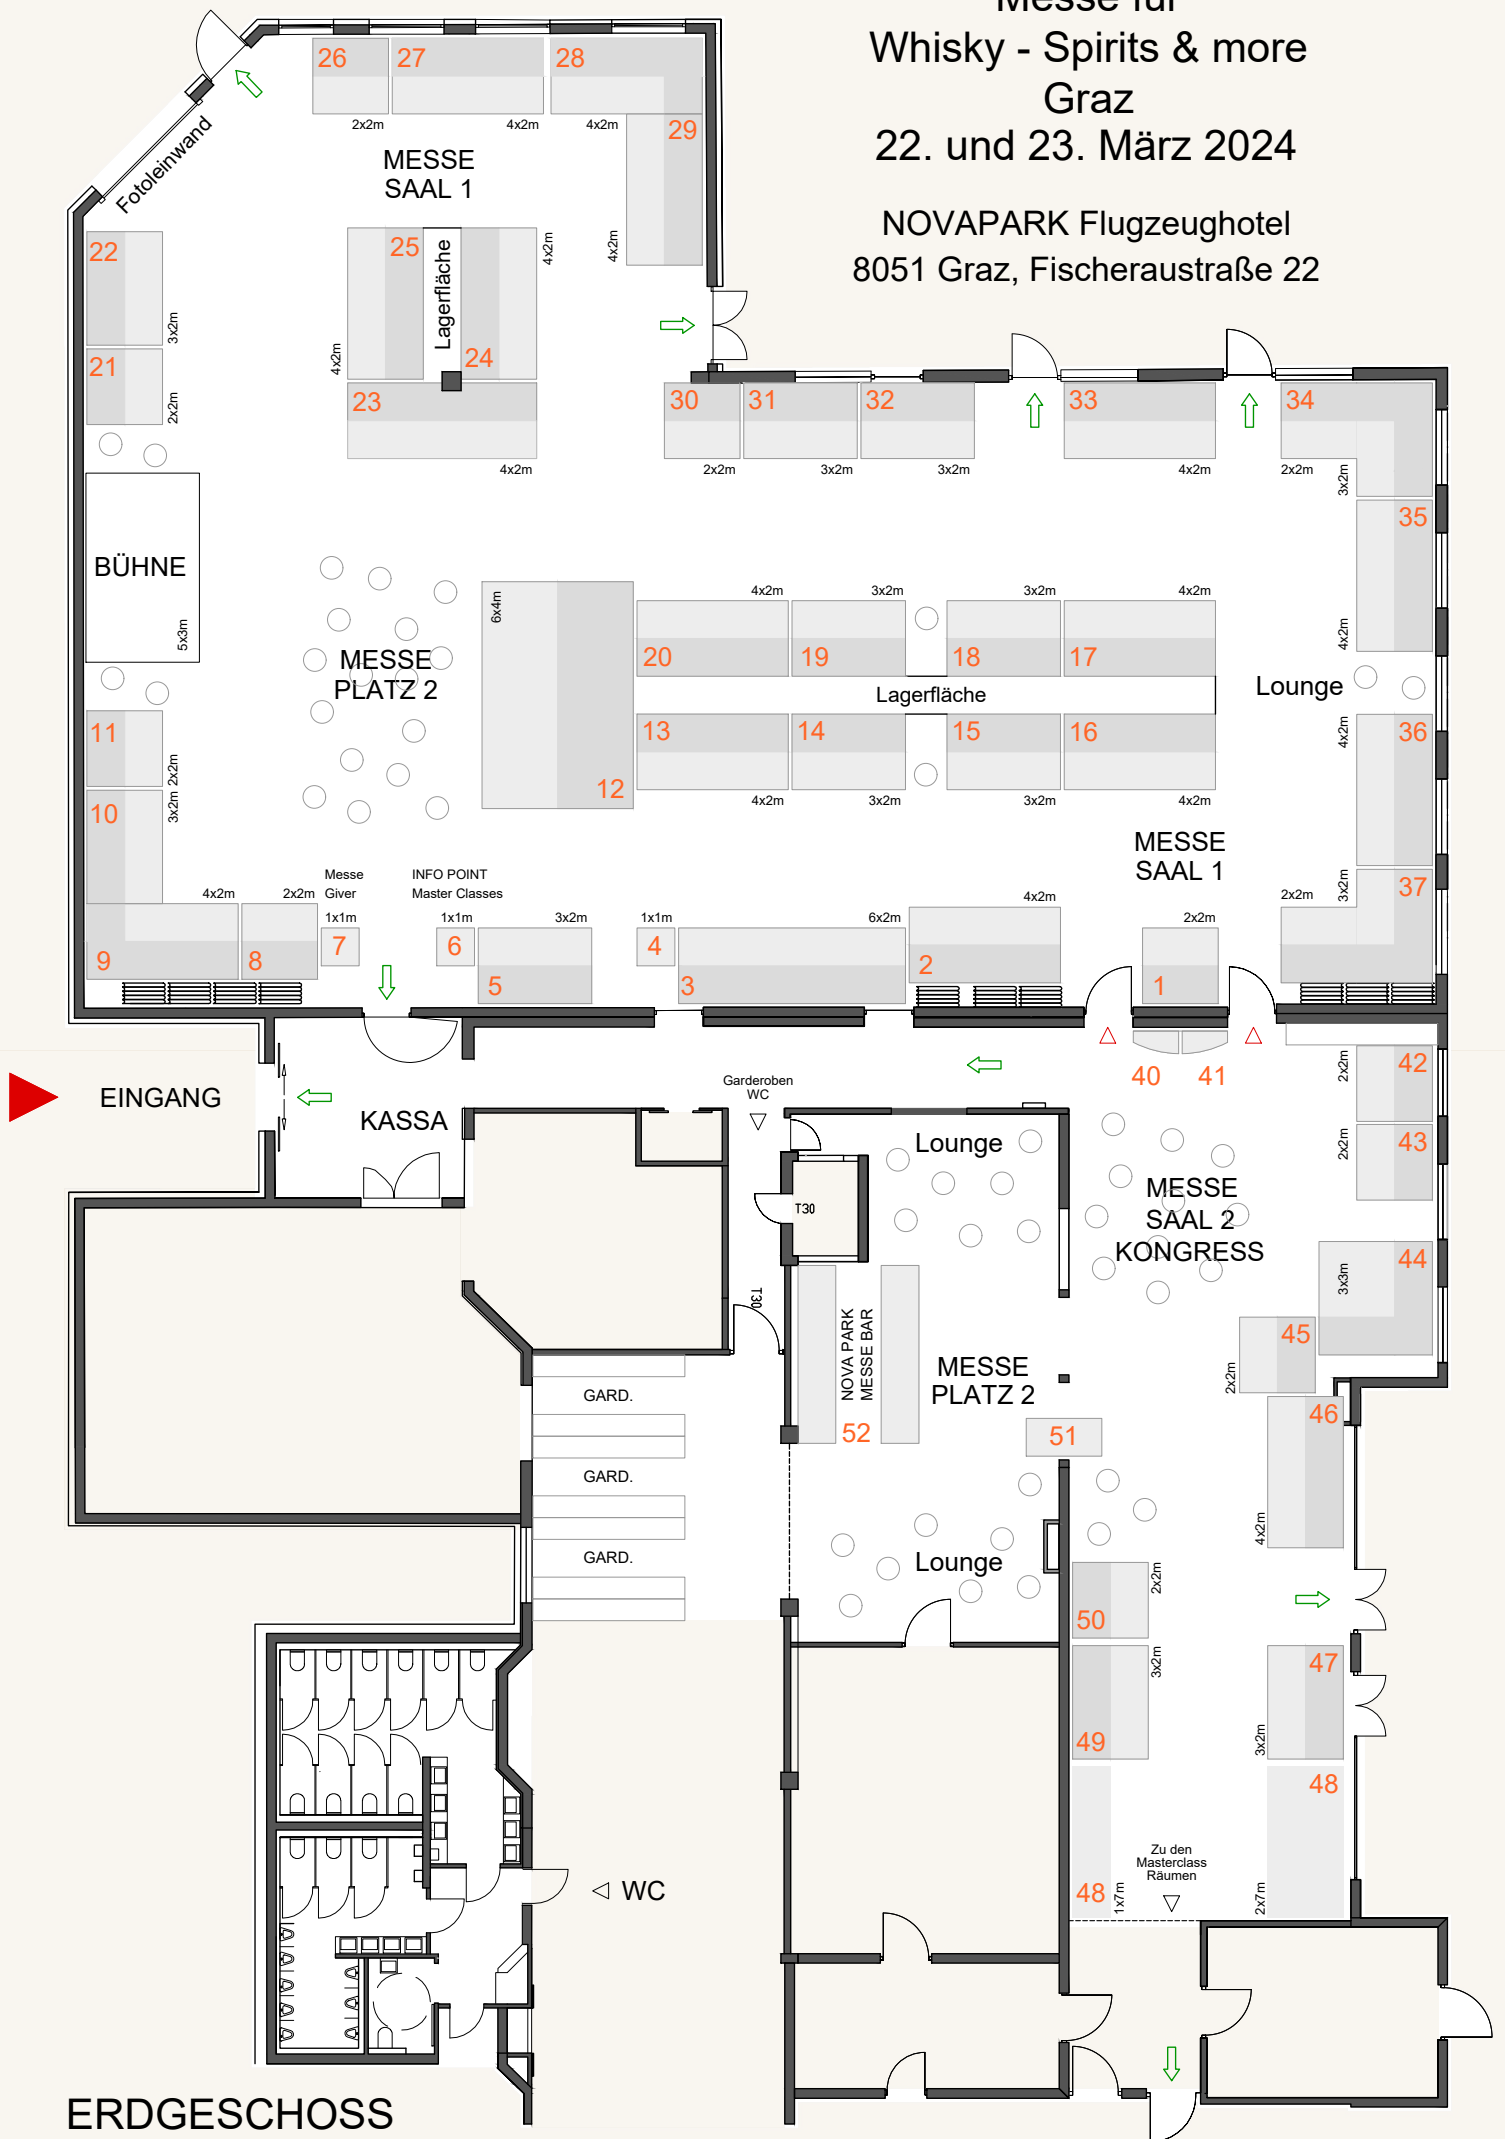 Messe für
Whisky - Spirits & more
Graz
22. und 23. März 2024
NOVAPARK Flugzeughotel
8051 Graz, Fischeraustraße 22
26
27
28
2x2m
4x2m
4x2m
29
4x2m
Fotoleinwand
MESSE
SAAL 1
22
3x2m
21
2x2m
25
4x2m
Lagerfläche
24
4x2m
23
4x2m
30
31
32
33
34
2x2m
3x2m
3x2m
4x2m
2x2m
3x2m
35
4x2m
BÜHNE
5x3m
MESSE
PLATZ 2
6x4m
12
4x2m
3x2m
3x2m
4x2m
20
19
18
17
Lagerfläche
Lounge
13
14
15
16
4x2m
3x2m
3x2m
4x2m
36
4x2m
11
2x2m
10
3x2m
MESSE
SAAL 1
37
3x2m
2x2m
Messe
Giver
INFO POINT
Master Classes
4x2m
2x2m
1x1m
1x1m
3x2m
1x1m
6x2m
4x2m
2x2m
9
8
7
6
5
4
3
2
1
EINGANG
KASSA
Garderoben
WC
40
41
42
2x2m
43
2x2m
Lounge
T30
T30
MESSE
SAAL 2
KONGRESS
44
3x3m
45
2x2m
46
4x2m
NOVA PARK
MESSE BAR
52
MESSE
PLATZ 2
51
GARD.
GARD.
GARD.
Lounge
50
2x2m
49
3x2m
47
3x2m
48
1x7m
48
2x7m
Zu den
Masterclass
Räumen
WC
ERDGESCHOSS